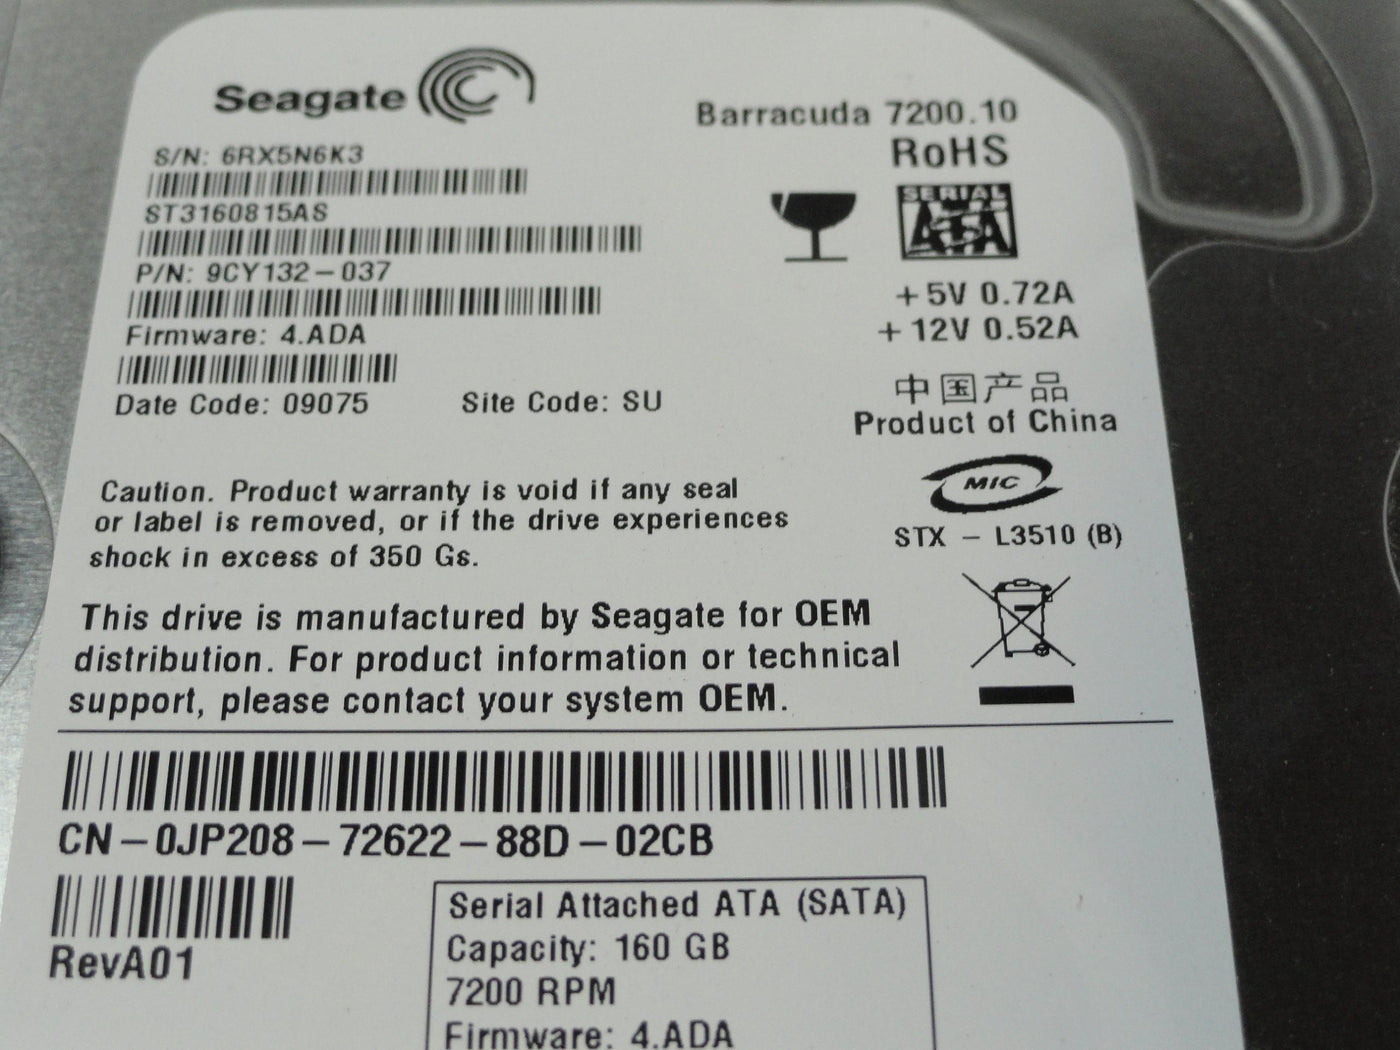 Seagate
Barracuda 7200.10
RoHS
S/N: 6RX5N6K3
SERIAL
ATA
ST3160815AS
P/N: 9CY132-037
+5V 0.72A
+12V 0.52A
Firmware: 4.ADA
Date Code: 09075 Site Code: SU
中国产品
Product of China
MIC
STX - L3510 (B)
Caution. Product warranty is void if any seal
or label is removed, or if the drive experiences
shock in excess of 350 Gs.
This drive is manufactured by Seagate for OEM
distribution. For product information or technical
support, please contact your system OEM.
CN-0JP208-72622-88D-02CB
RevA01
Serial Attached ATA (SATA)
Capacity: 160 GB
7200 RPM
Firmware: 4.ADA